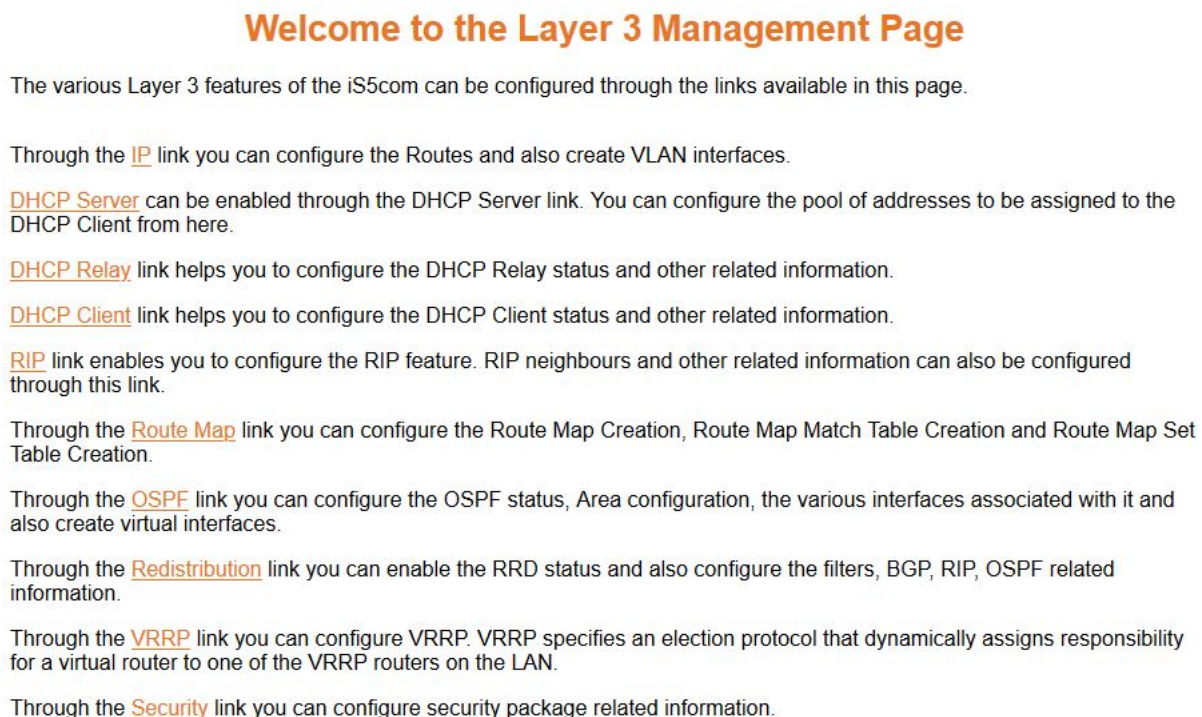 Welcome to the Layer 3 Management Page
The various Layer 3 features of the iS5com can be configured through the links available in this page.
Through the IP link you can configure the Routes and also create VLAN interfaces.
DHCP Server can be enabled through the DHCP Server link. You can configure the pool of addresses to be assigned to the
DHCP Client from here.
DHCP Relay link helps you to configure the DHCP Relay status and other related information.
DHCP Client link helps you to configure the DHCP Client status and other related information.
RIP link enables you to configure the RIP feature. RIP neighbours and other related information can also be configured
through this link.
Through the Route Map link you can configure the Route Map Creation, Route Map Match Table Creation and Route Map Set
Table Creation.
Through the OSPF link you can configure the OSPF status, Area configuration, the various interfaces associated with it and
also create virtual interfaces.
Through the Redistribution link you can enable the RRD status and also configure the filters, BGP, RIP, OSPF related
information.
Through the VRRP link you can configure VRRP. VRRP specifies an election protocol that dynamically assigns responsibility
for a virtual router to one of the VRRP routers on the LAN.
Through the Security link you can configure security package related information.